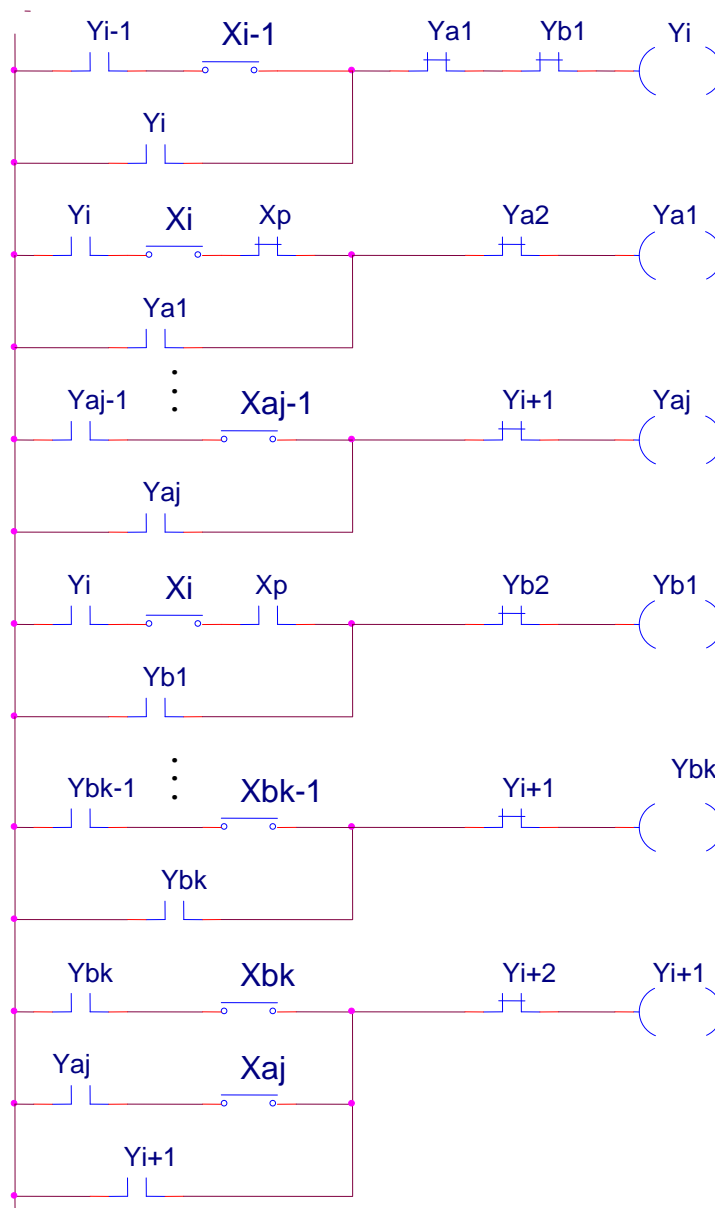 Yi-1 Xi-1 Ya1 Yb1 Yi
Yi
Yi Xi Xp Ya2 Ya1
Ya1
Yaj-1 Xaj-1 Yi+1 Yaj
Yaj
Yi Xi Xp Yb2 Yb1
Yb1
Ybk-1 Xbk-1 Yi+1 Ybk
Ybk
Ybk Xbk Yi+2 Yi+1
Yaj Xaj
Yi+1